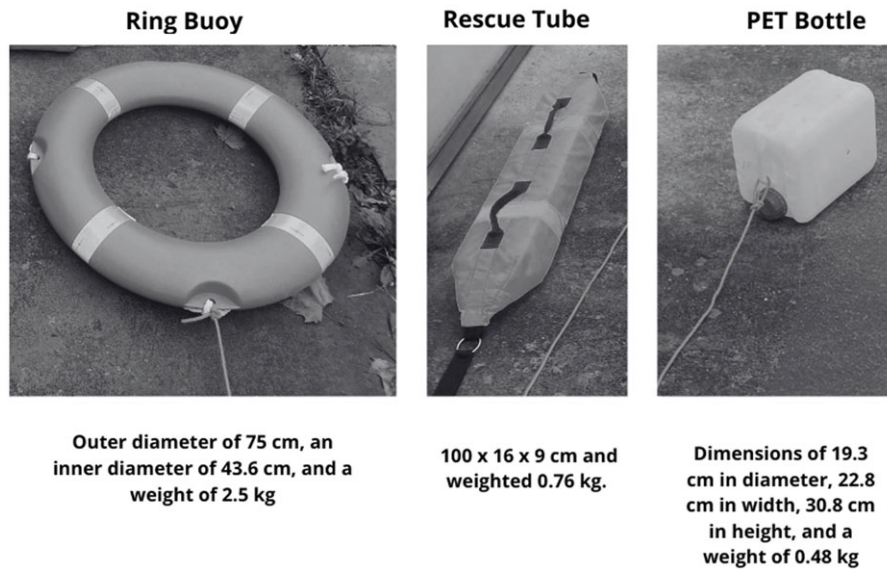 Ring Buoy
Rescue Tube
PET Bottle
Outer diameter of 75 cm, an
inner diameter of 43.6 cm, and a
weight of 2.5 kg
100 x 16 x 9 cm and
weighted 0.76 kg.
Dimensions of 19.3
cm in diameter, 22.8
cm in width, 30.8 cm
in height, and a
weight of 0.48 kg